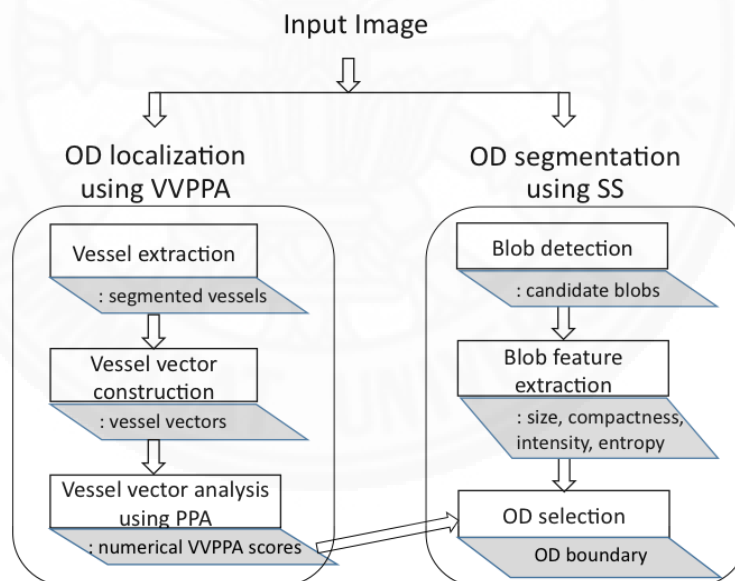 Input Image
OD localization
using VVPPA
Vessel extraction
: segmented vessels
Vessel vector
construction
: vessel vectors
Vessel vector analysis
using PPA
: numerical VVPPA scores
OD segmentation
using SS
Blob detection
: candidate blobs
Blob feature
extraction
: size, compactness,
intensity, entropy
OD selection
OD boundary